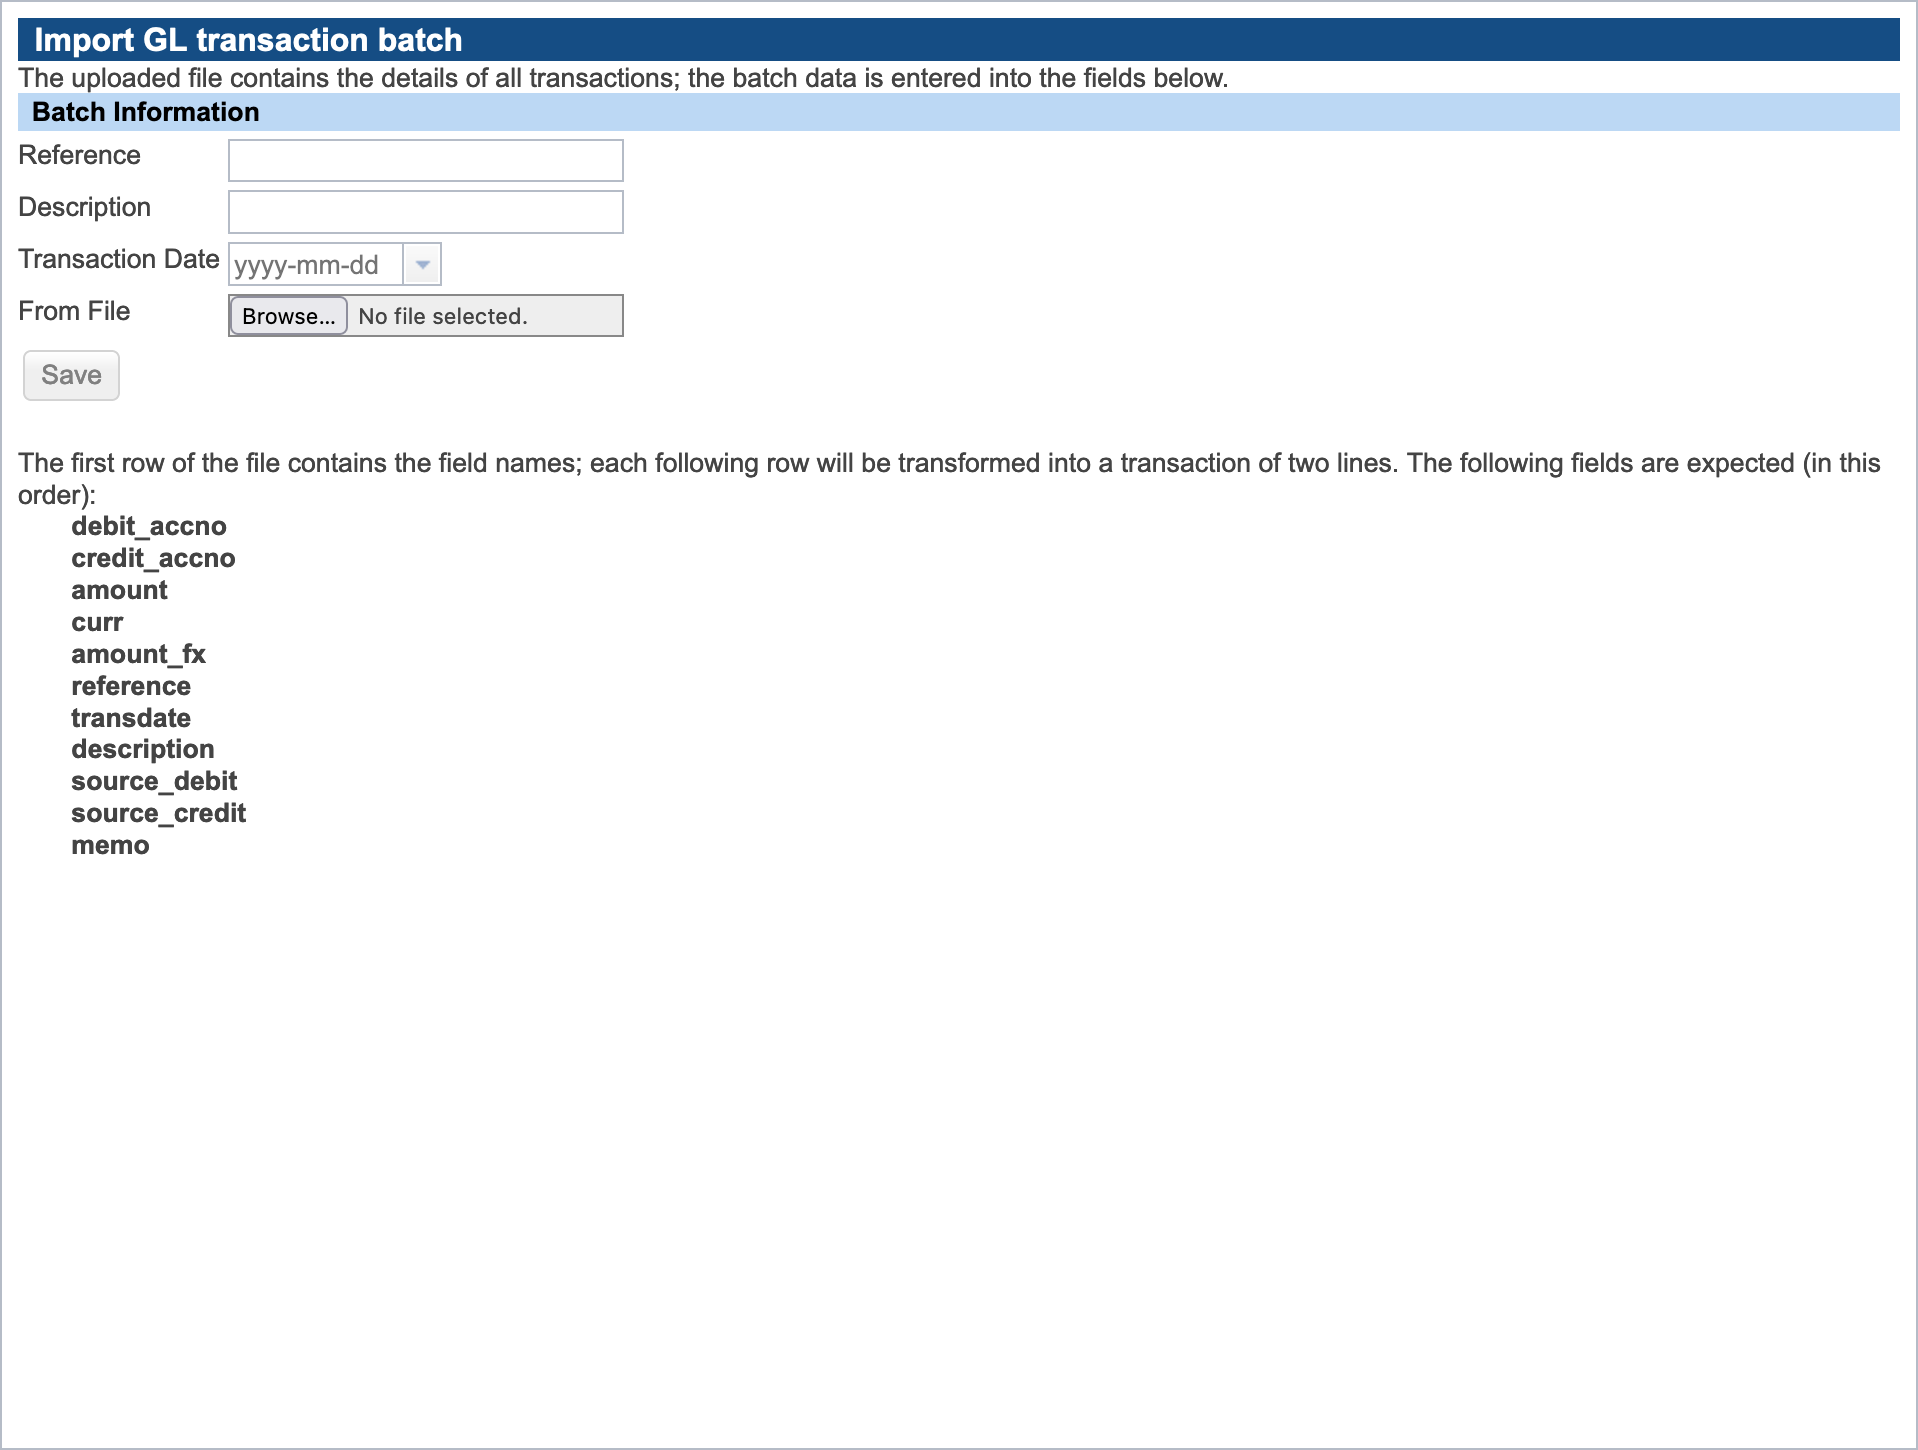 Import GL transaction batch
The uploaded file contains the details of all transactions; the batch data is entered into the fields below.
Batch Information
Reference
Description
Transaction Date yyyy-mm-dd
From File Browse... No file selected.
Save
The first row of the file contains the field names; each following row will be transformed into a transaction of two lines. The following fields are expected (in this
order):
debit_accno
credit_accno
amount
curr
amount_fx
reference
transdate
description
source_debit
source_credit
memo